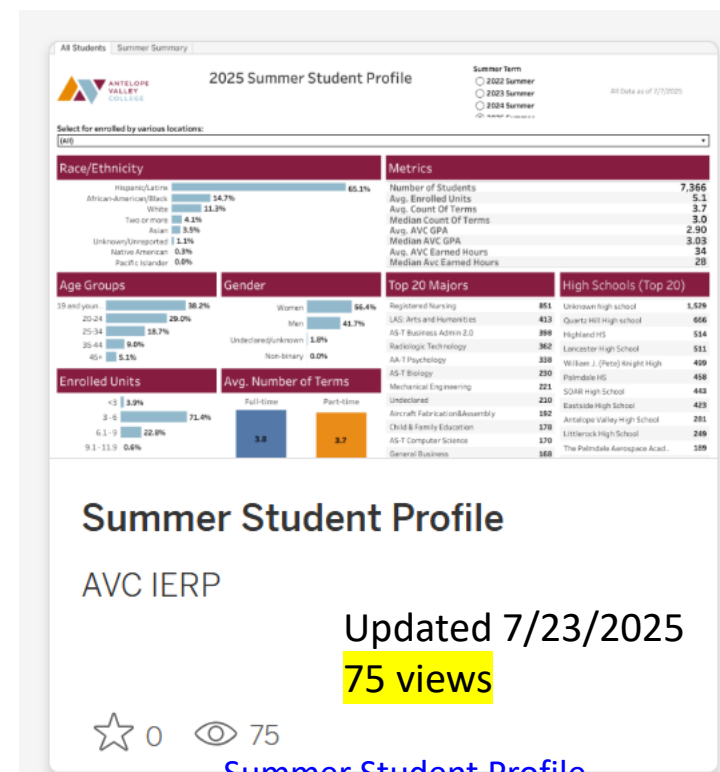 All Students Summer Summary
ANTELOPE
VALLEY
COLLEGE
2025 Summer Student Profile
Summer Term
2022 Summer
2023 Summer
2024 Summer
2025 Summer
All Data as of 7/7/2025
Select for enrolled by various locations:
(All)
Race/Ethnicity
Hispanic/Latinx 65.1%
African-American/Black 14.7%
White 11.3%
Two or more 4.1%
Asian 3.5%
Unknown/Unreported 1.1%
Native American 0.3%
Pacific Islander 0.0%
Metrics
Number of Students 7,366
Avg. Enrolled Units 5.1
Avg. Count Of Terms 3.7
Median Count Of Terms 3.0
Avg. AVC GPA 2.90
Median AVC GPA 3.03
Avg. AVC Earned Hours 34
Median Avc Earned Hours 28
Age Groups
19 and youn.. 38.2%
20-24 29.0%
25-34 18.7%
35-44 9.0%
45+ 5.1%
Gender
Women 56.4%
Men 41.7%
Undeclared/unknown 1.8%
Non-binary 0.0%
Top 20 Majors
Registered Nursing 851
LAS: Arts and Humanities 413
AS-T Business Admin 2.0 398
Radiologic Technology 362
AA-T Psychology 338
AS-T Biology 230
Mechanical Engineering 221
Undeclared 210
Aircraft Fabrication&Assembly 192
Child & Family Education 178
AS-T Computer Science 170
General Business 168
High Schools (Top 20)
Unknown high school 1,529
Quartz Hill High school 666
Highland HS 514
Lancaster High School 511
William J. (Pete) Knight High 499
Palmdale HS 458
SOAR High School 443
Eastside High School 423
Antelope Valley High School 281
Littlerock High School 249
The Palmdale Aerospace Acad.. 189
Enrolled Units
<3 3.9%
3-6 71.4%
6.1-9 22.8%
9.1-11.9 0.6%
Avg. Number of Terms
Full-time Part-time
3.8 3.7
Summer Student Profile
AVC IERP
Updated 7/23/2025
75 views
0 75
Summer Student Profile